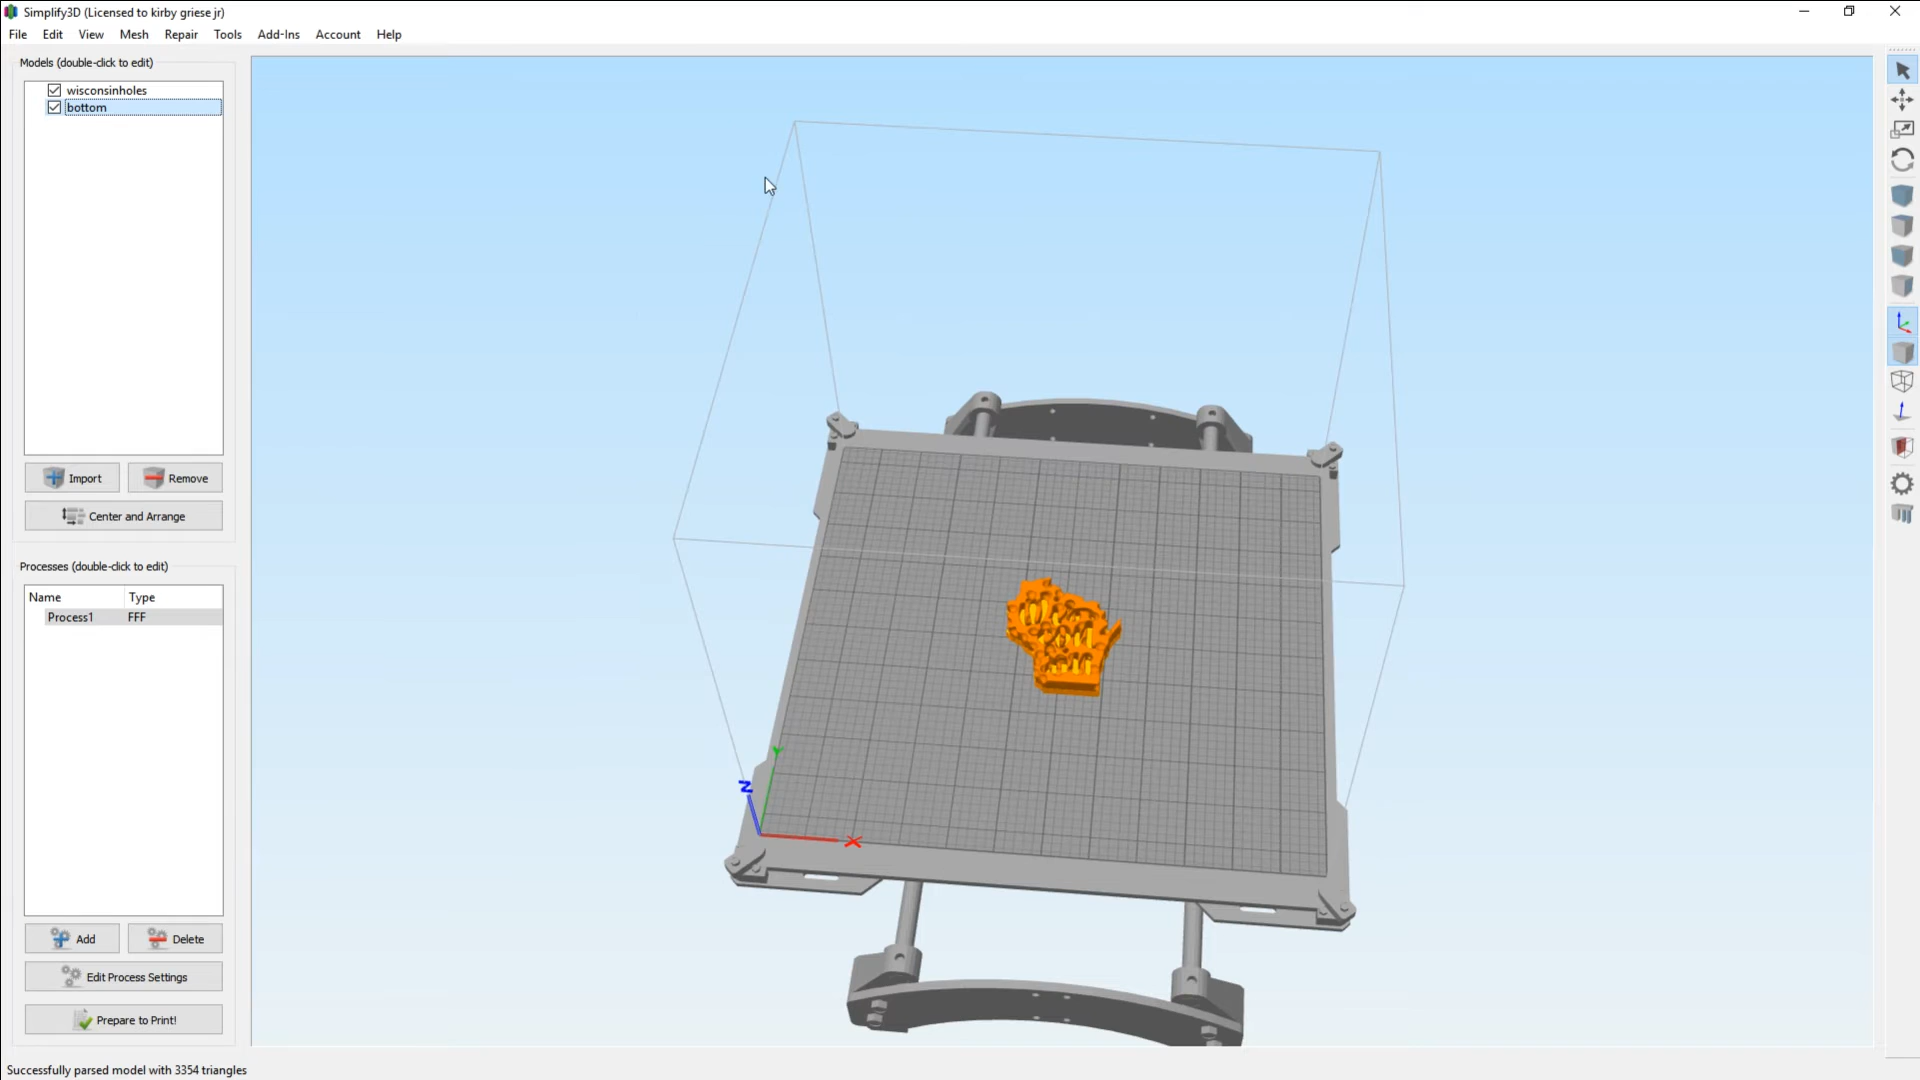 Simplify3D (Licensed to kirby griese jr)
File Edit View Mesh Repair Tools Add-Ins Account Help
Models (double-click to edit)
wisconsinholes
bottom
Import Remove
Center and Arrange
Processes (double-click to edit)
Name Type
Process1 FFF
Y
Z
X
Add Delete
Edit Process Settings
Prepare to Print!
Successfully parsed model with 3354 triangles